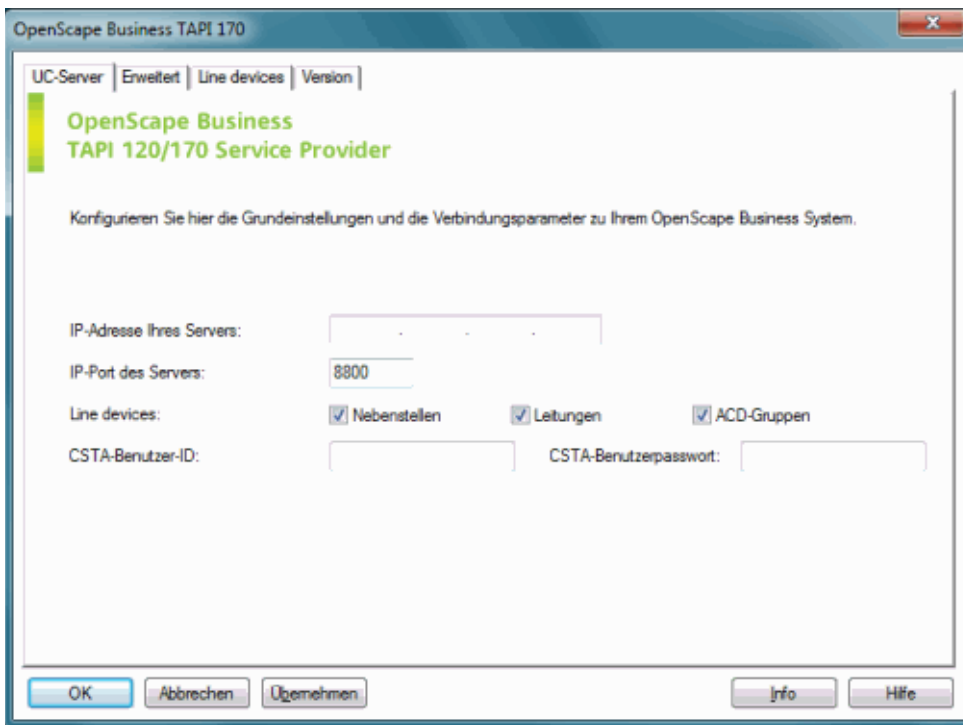 OpenScape Business TAPI 170
UC-Server Erweitert Line devices Version
OpenScape Business
TAPI 120/170 Service Provider
Konfigurieren Sie hier die Grundeinstellungen und die Verbindungsparameter zu Ihrem OpenScape Business System.
IP-Adresse Ihres Servers: . . .
IP-Port des Servers: 8800
Line devices: Nebenstellen Leitungen ACD-Gruppen
CSTA-Benutzer-ID: CSTA-Benutzerpasswort:
OK Abbrechen Übernehmen Info Hilfe